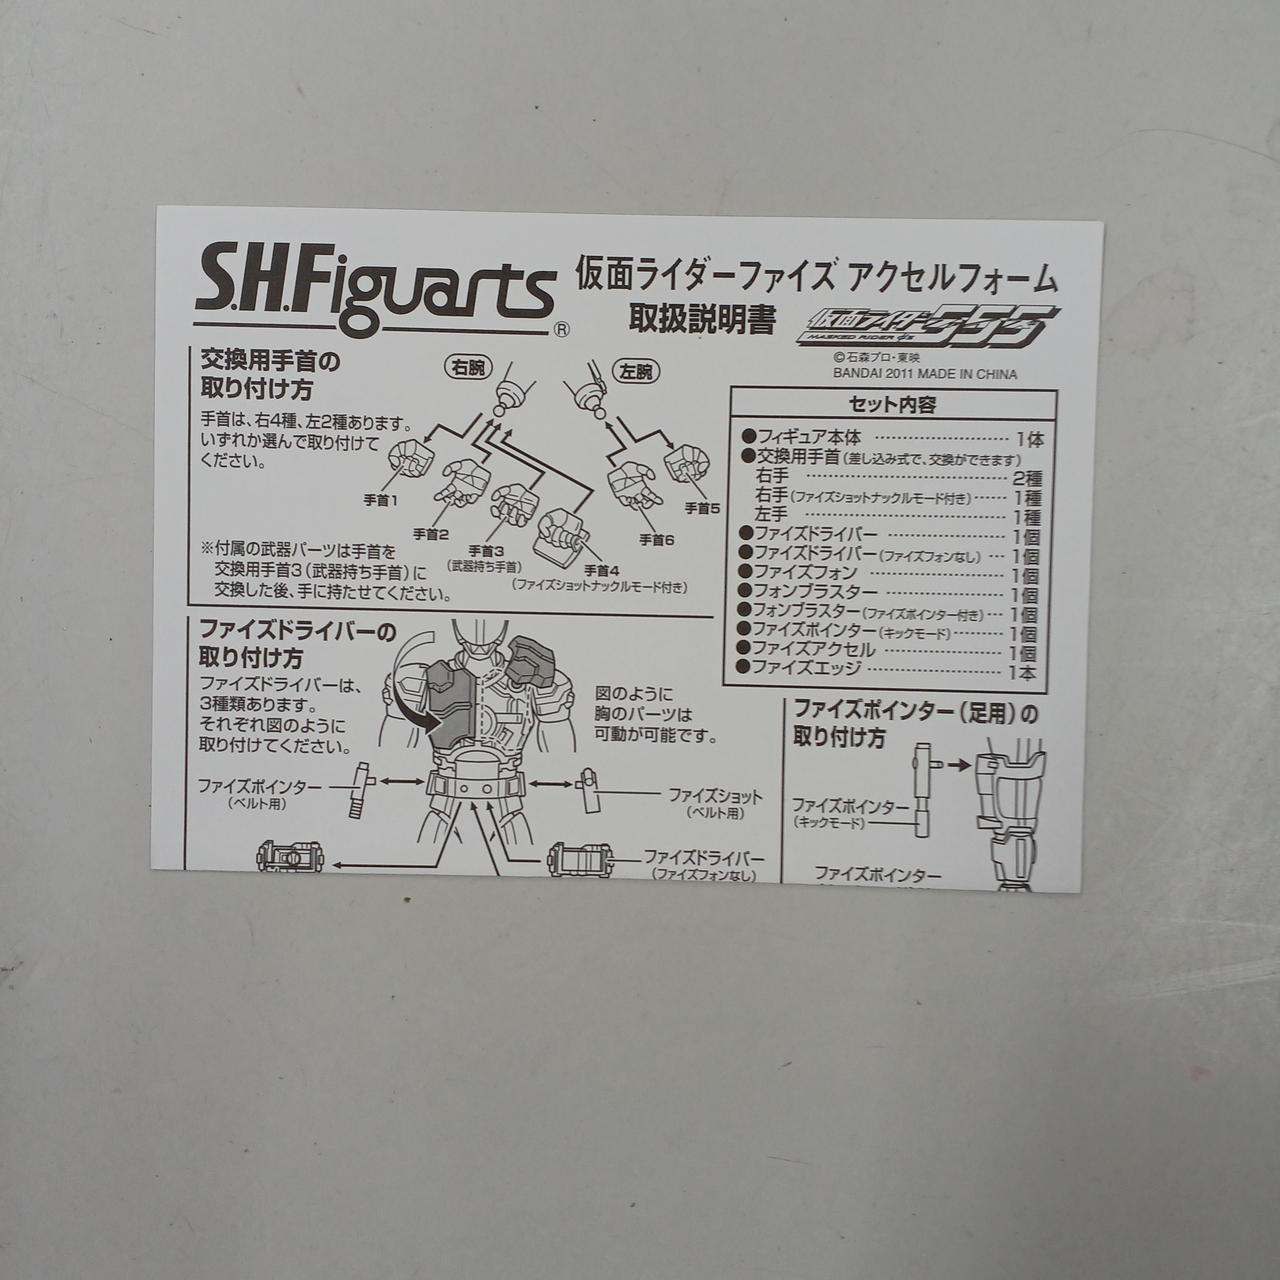 S.H.Figuarts®
仮面ライダーファイズ アクセルフォーム
取扱説明書
仮面ライダー555
MASKED RIDER φ's
©石森プロ・東映
BANDAI 2011 MADE IN CHINA
交換用手首の
取り付け方
手首は、右4種、左2種あります。
いずれか選んで取り付けて
ください。
右腕
左腕
手首1
手首2
手首3
(武器持ち手首)
手首4
(ファイズショットナックルモード付き)
手首6
手首5
※付属の武器パーツは手首を
交換用手首3(武器持ち手首)に
交換した後、手に持たせてください。
セット内容
●フィギュア本体 ………… 1体
●交換用手首(差し込み式で、交換ができます)
右手 ………… 2種
右手(ファイズショットナックルモード付き)…… 1種
左手 ………… 1種
●ファイズドライバー ………… 1個
●ファイズドライバー(ファイズフォンなし)… 1個
●ファイズフォン ………… 1個
●フォンブラスター ………… 1個
●フォンブラスター(ファイズポインター付き)… 1個
●ファイズポインター(キックモード)……… 1個
●ファイズアクセル ………… 1個
●ファイズエッジ ………… 1本
ファイズドライバーの
取り付け方
ファイズドライバーは、
3種類あります。
それぞれ図のように
取り付けてください。
図のように
胸のパーツは
可動が可能です。
ファイズポインター
(ベルト用)
ファイズショット
(ベルト用)
ファイズドライバー
(ファイズフォンなし)
ファイズポインター(足用)の
取り付け方
ファイズポインター
(キックモード)
ファイズポインター